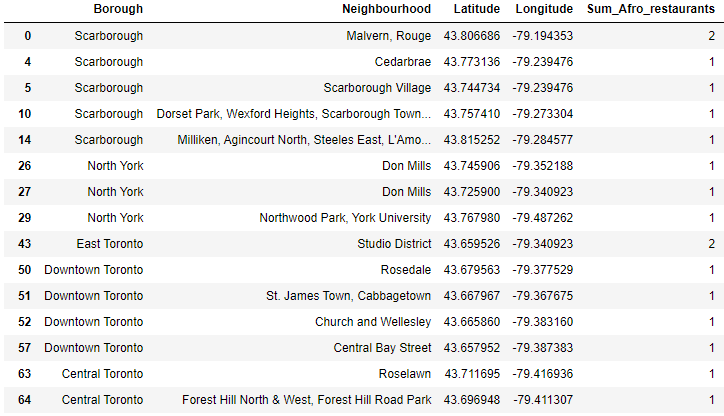 Borough Neighbourhood Latitude Longitude Sum_Afro_restaurants
0 Scarborough Malvern, Rouge 43.806686 -79.194353 2
4 Scarborough Cedarbrae 43.773136 -79.239476 1
5 Scarborough Scarborough Village 43.744734 -79.239476 1
10 Scarborough Dorset Park, Wexford Heights, Scarborough Town... 43.757410 -79.273304 1
14 Scarborough Milliken, Agincourt North, Steeles East, L'Amo... 43.815252 -79.284577 1
26 North York Don Mills 43.745906 -79.352188 1
27 North York Don Mills 43.725900 -79.340923 1
29 North York Northwood Park, York University 43.767980 -79.487262 1
43 East Toronto Studio District 43.659526 -79.340923 2
50 Downtown Toronto Rosedale 43.679563 -79.377529 1
51 Downtown Toronto St. James Town, Cabbagetown 43.667967 -79.367675 1
52 Downtown Toronto Church and Wellesley 43.665860 -79.383160 1
57 Downtown Toronto Central Bay Street 43.657952 -79.387383 1
63 Central Toronto Roselawn 43.711695 -79.416936 1
64 Central Toronto Forest Hill North & West, Forest Hill Road Park 43.696948 -79.411307 1